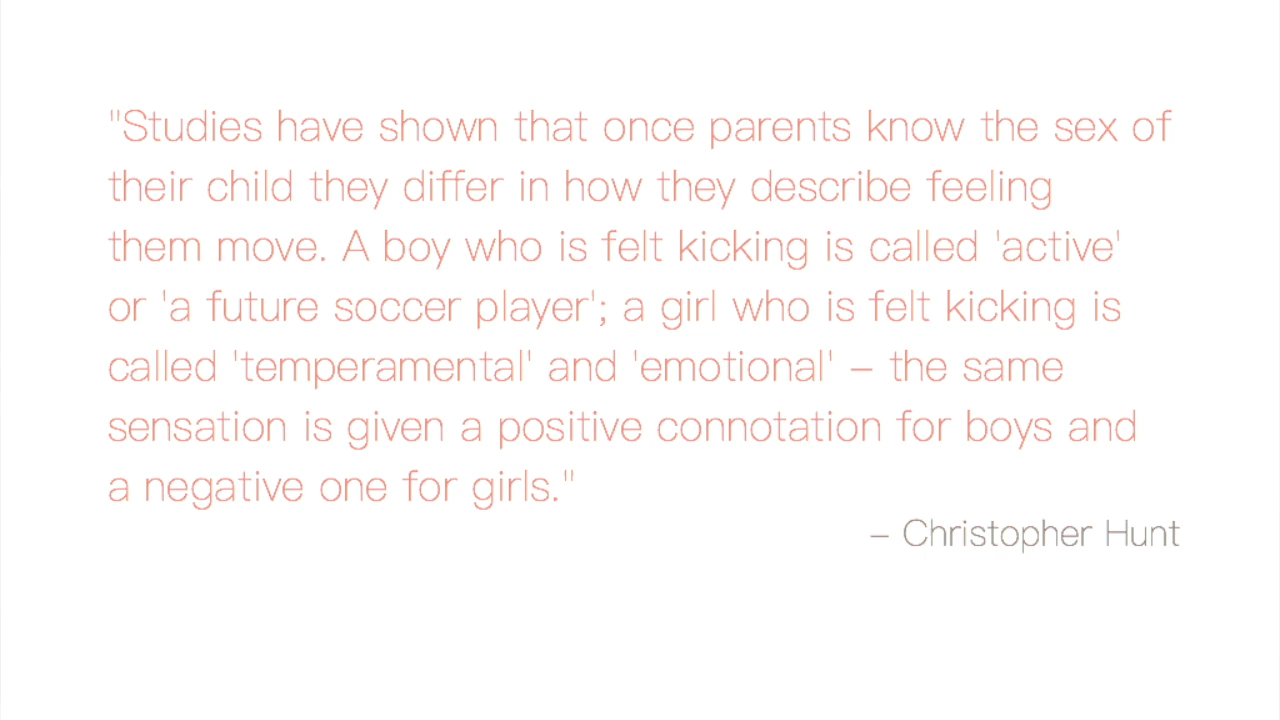 "Studies have shown that once parents know the sex of
their child they differ in how they describe feeling
them move. A boy who is felt kicking is called 'active'
or 'a future soccer player'; a girl who is felt kicking is
called 'temperamental' and 'emotional' – the same
sensation is given a positive connotation for boys and
a negative one for girls."
– Christopher Hunt